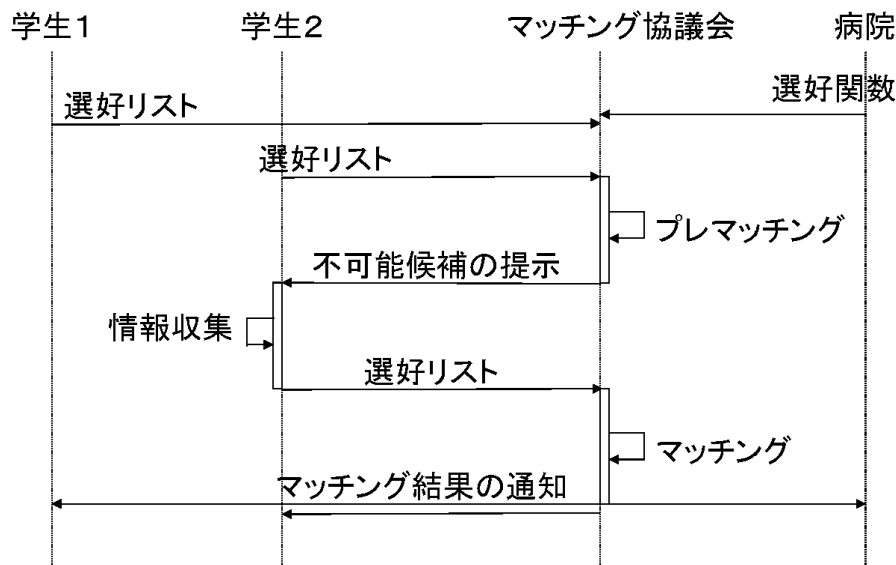 学生1
学生2
マッチング協議会
病院
選好関数
選好リスト
選好リスト
プレマッチング
不可能候補の提示
情報収集
選好リスト
マッチング
マッチング結果の通知